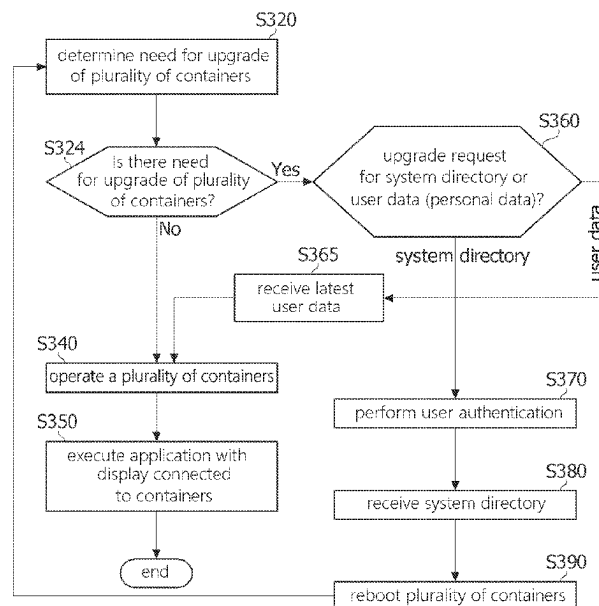 S320
determine need for upgrade
of plurality of containers
S324
Is there need
for upgrade of plurality
of containers?
Yes
No
S360
upgrade request
for system directory or
user data (personal data)?
system directory
user data
S365
receive latest
user data
S340
operate a plurality of containers
S350
execute application with
display connected
to containers
end
S370
perform user authentication
S380
receive system directory
S390
reboot plurality of containers